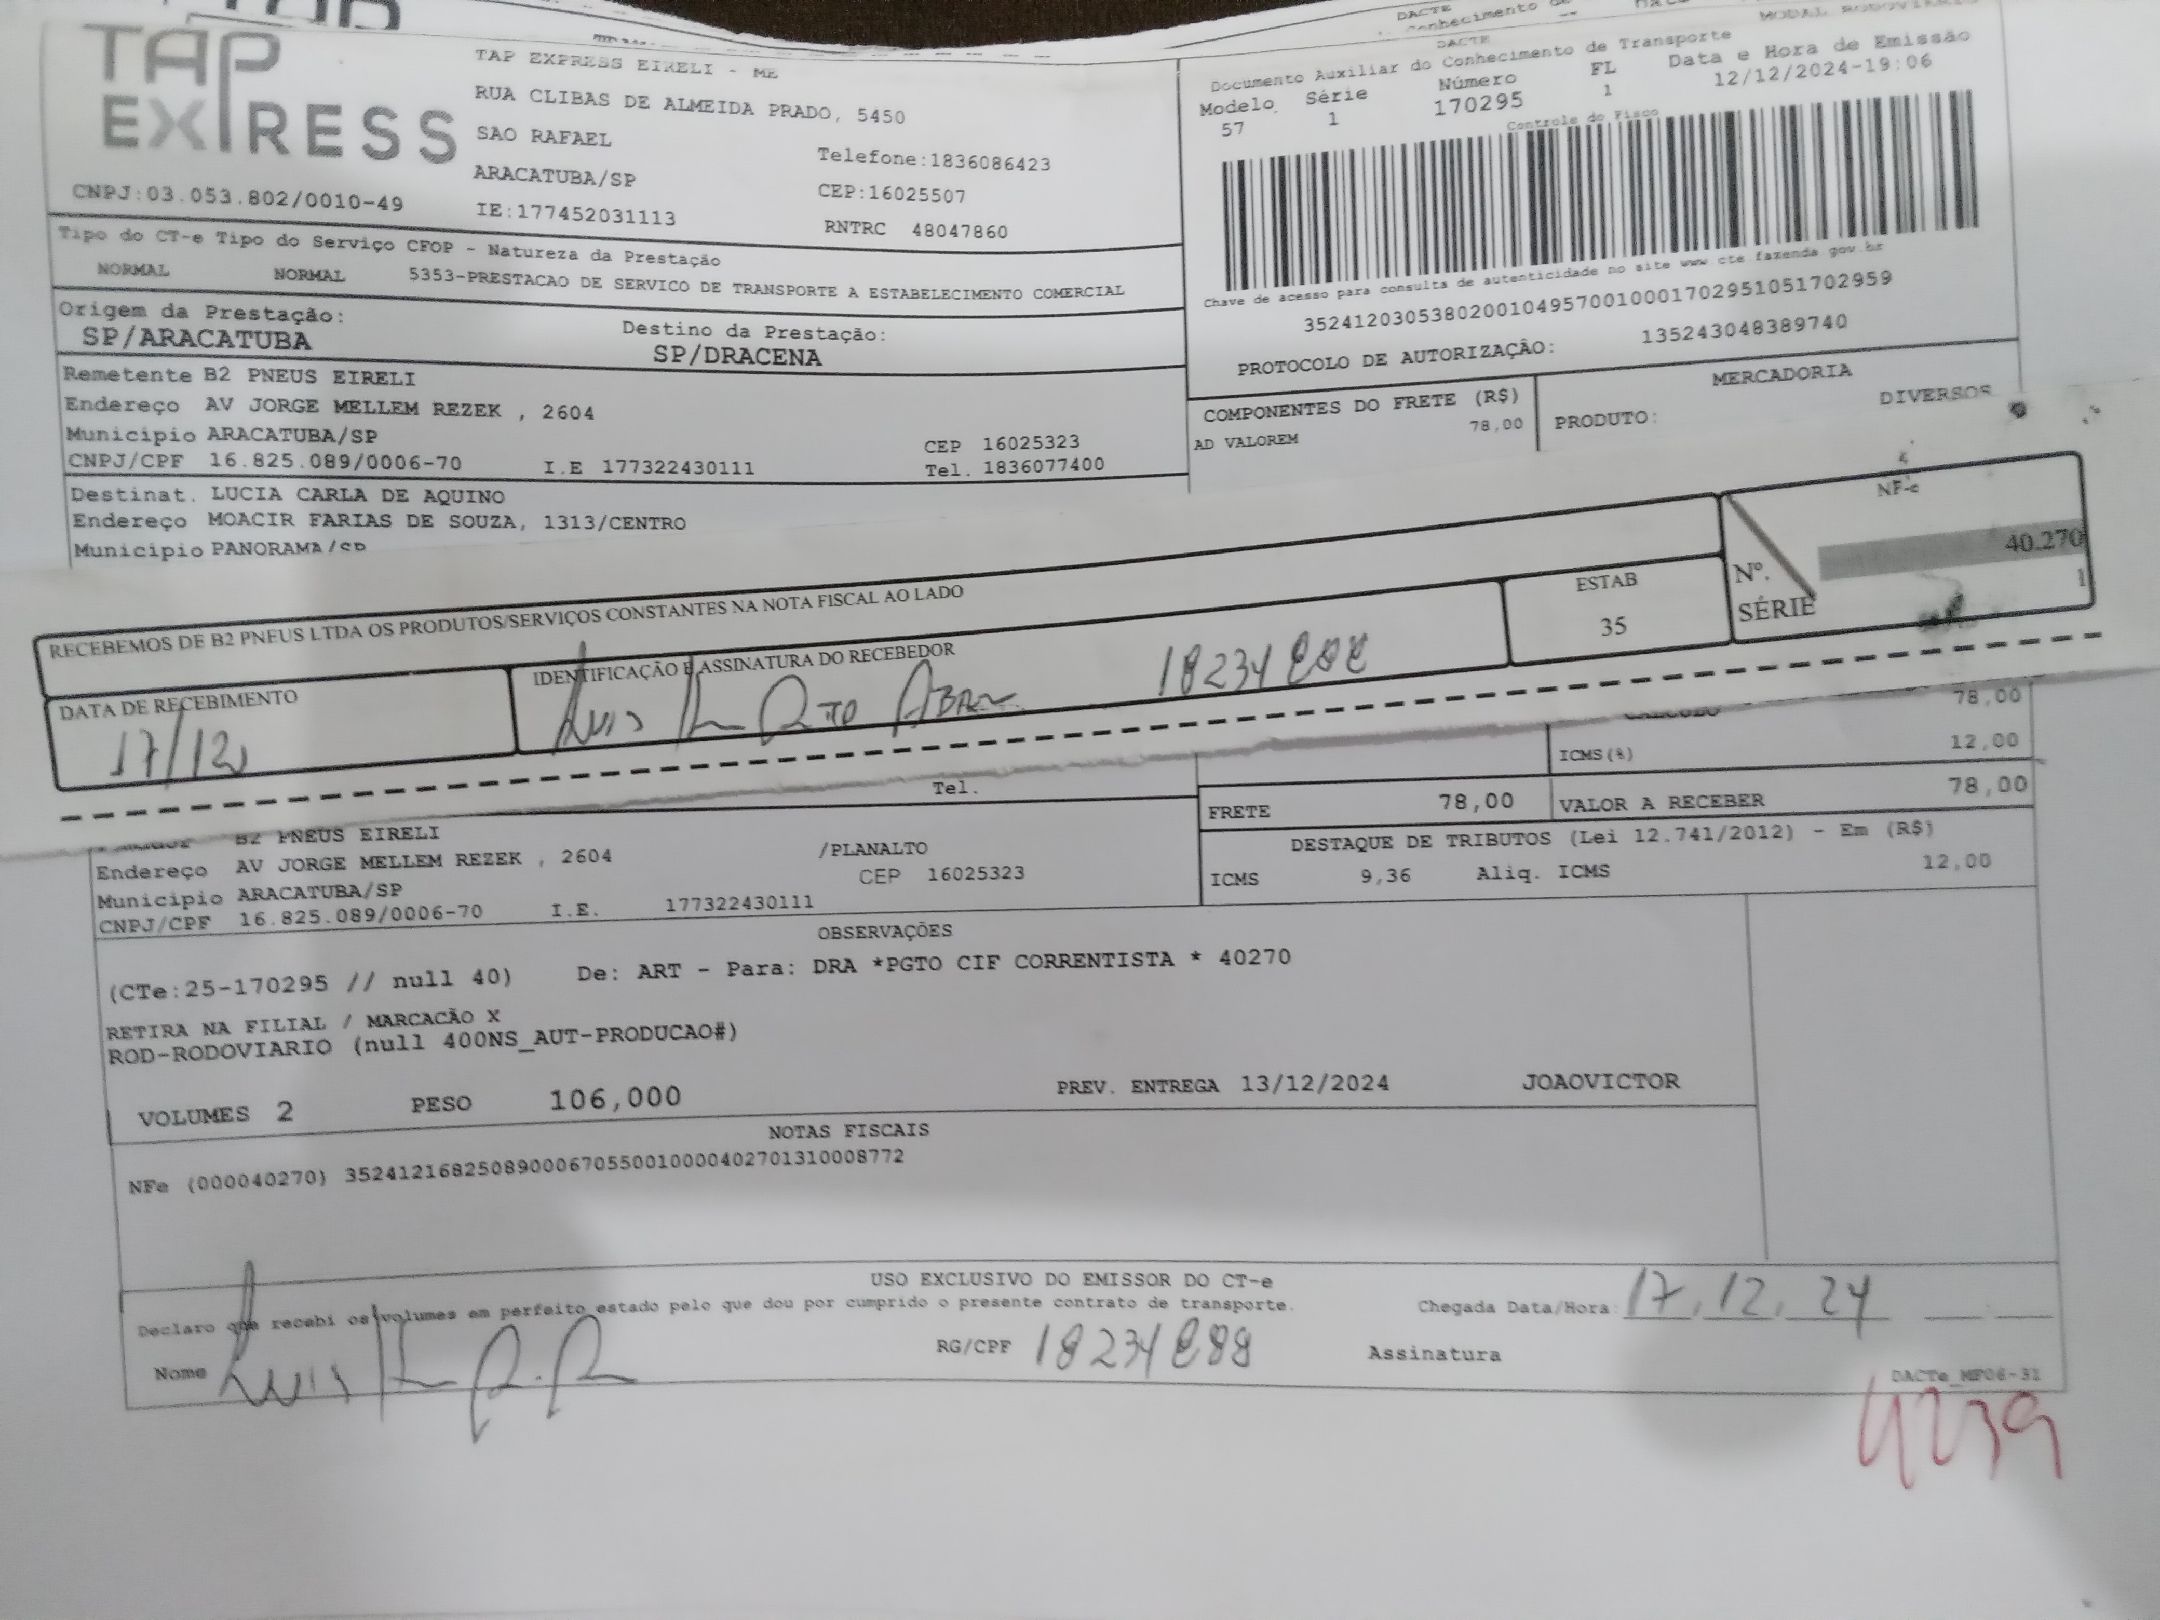 TAP
EXPRESS
CNPJ:03.053.802/0010-49
TAP EXPRESS EIRELI - ME
RUA CLIBAS DE ALMEIDA PRADO, 5450
SAO RAFAEL
Telefone:1836086423
ARACATUBA/SP
CEP:16025507
IE:177452031113
RNTRC 48047860
DACTE
MODAL RODOVIARIO
DACTE
Documento Auxiliar do Conhecimento de Transporte
Modelo Série Número FL Data e Hora de Emissão
57 1 170295 1 12/12/2024-19:06
Controle do Fisco
Chave de acesso para consulta de autenticidade no site www.cte.fazenda.gov.br
35241203053802001049570010001702951051702959
PROTOCOLO DE AUTORIZAÇÃO: 135243048389740
Tipo do CT-e Tipo do Serviço CFOP - Natureza da Prestação
NORMAL NORMAL 5353-PRESTACAO DE SERVICO DE TRANSPORTE A ESTABELECIMENTO COMERCIAL
Origem da Prestação: Destino da Prestação:
SP/ARACATUBA SP/DRACENA
Remetente B2 PNEUS EIRELI
Endereço AV JORGE MELLEM REZEK , 2604
Município ARACATUBA/SP CEP 16025323
CNPJ/CPF 16.825.089/0006-70 I.E 177322430111 Tel. 1836077400
COMPONENTES DO FRETE (R$)
AD VALOREM 78,00
MERCADORIA
PRODUTO: DIVERSOS
Destinat. LUCIA CARLA DE AQUINO
Endereço MOACIR FARIAS DE SOUZA, 1313/CENTRO
Município PANORAMA/SP
RECEBEMOS DE B2 PNEUS LTDA OS PRODUTOS/SERVIÇOS CONSTANTES NA NOTA FISCAL AO LADO
ESTAB
35
NF-e
Nº. 40.270
SÉRIE 1
DATA DE RECEBIMENTO
17/12
IDENTIFICAÇÃO E ASSINATURA DO RECEBEDOR
Luis
78,00
ICMS(%) 12,00
Tel.
FRETE 78,00 VALOR A RECEBER 78,00
B2 PNEUS EIRELI
Endereço AV JORGE MELLEM REZEK , 2604 /PLANALTO
Município ARACATUBA/SP CEP 16025323
CNPJ/CPF 16.825.089/0006-70 I.E. 177322430111
DESTAQUE DE TRIBUTOS (Lei 12.741/2012) - Em (R$)
ICMS 9,36 Aliq. ICMS 12,00
OBSERVAÇÕES
(CTe:25-170295 // null 40) De: ART - Para: DRA *PGTO CIF CORRENTISTA * 40270
RETIRA NA FILIAL / MARCACÃO X
ROD-RODOVIARIO (null 400NS_AUT-PRODUCAO#)
VOLUMES 2 PESO 106,000 PREV. ENTREGA 13/12/2024 JOAOVICTOR
NOTAS FISCAIS
NFe (000040270) 35241216825089000670550010000402701310008772
USO EXCLUSIVO DO EMISSOR DO CT-e
Declaro que recebi os volumes em perfeito estado pelo que dou por cumprido o presente contrato de transporte.
Chegada Data/Hora: 17.12.24
Nome Luis RG/CPF 18234888 Assinatura
DACTe_MF06-31
4239